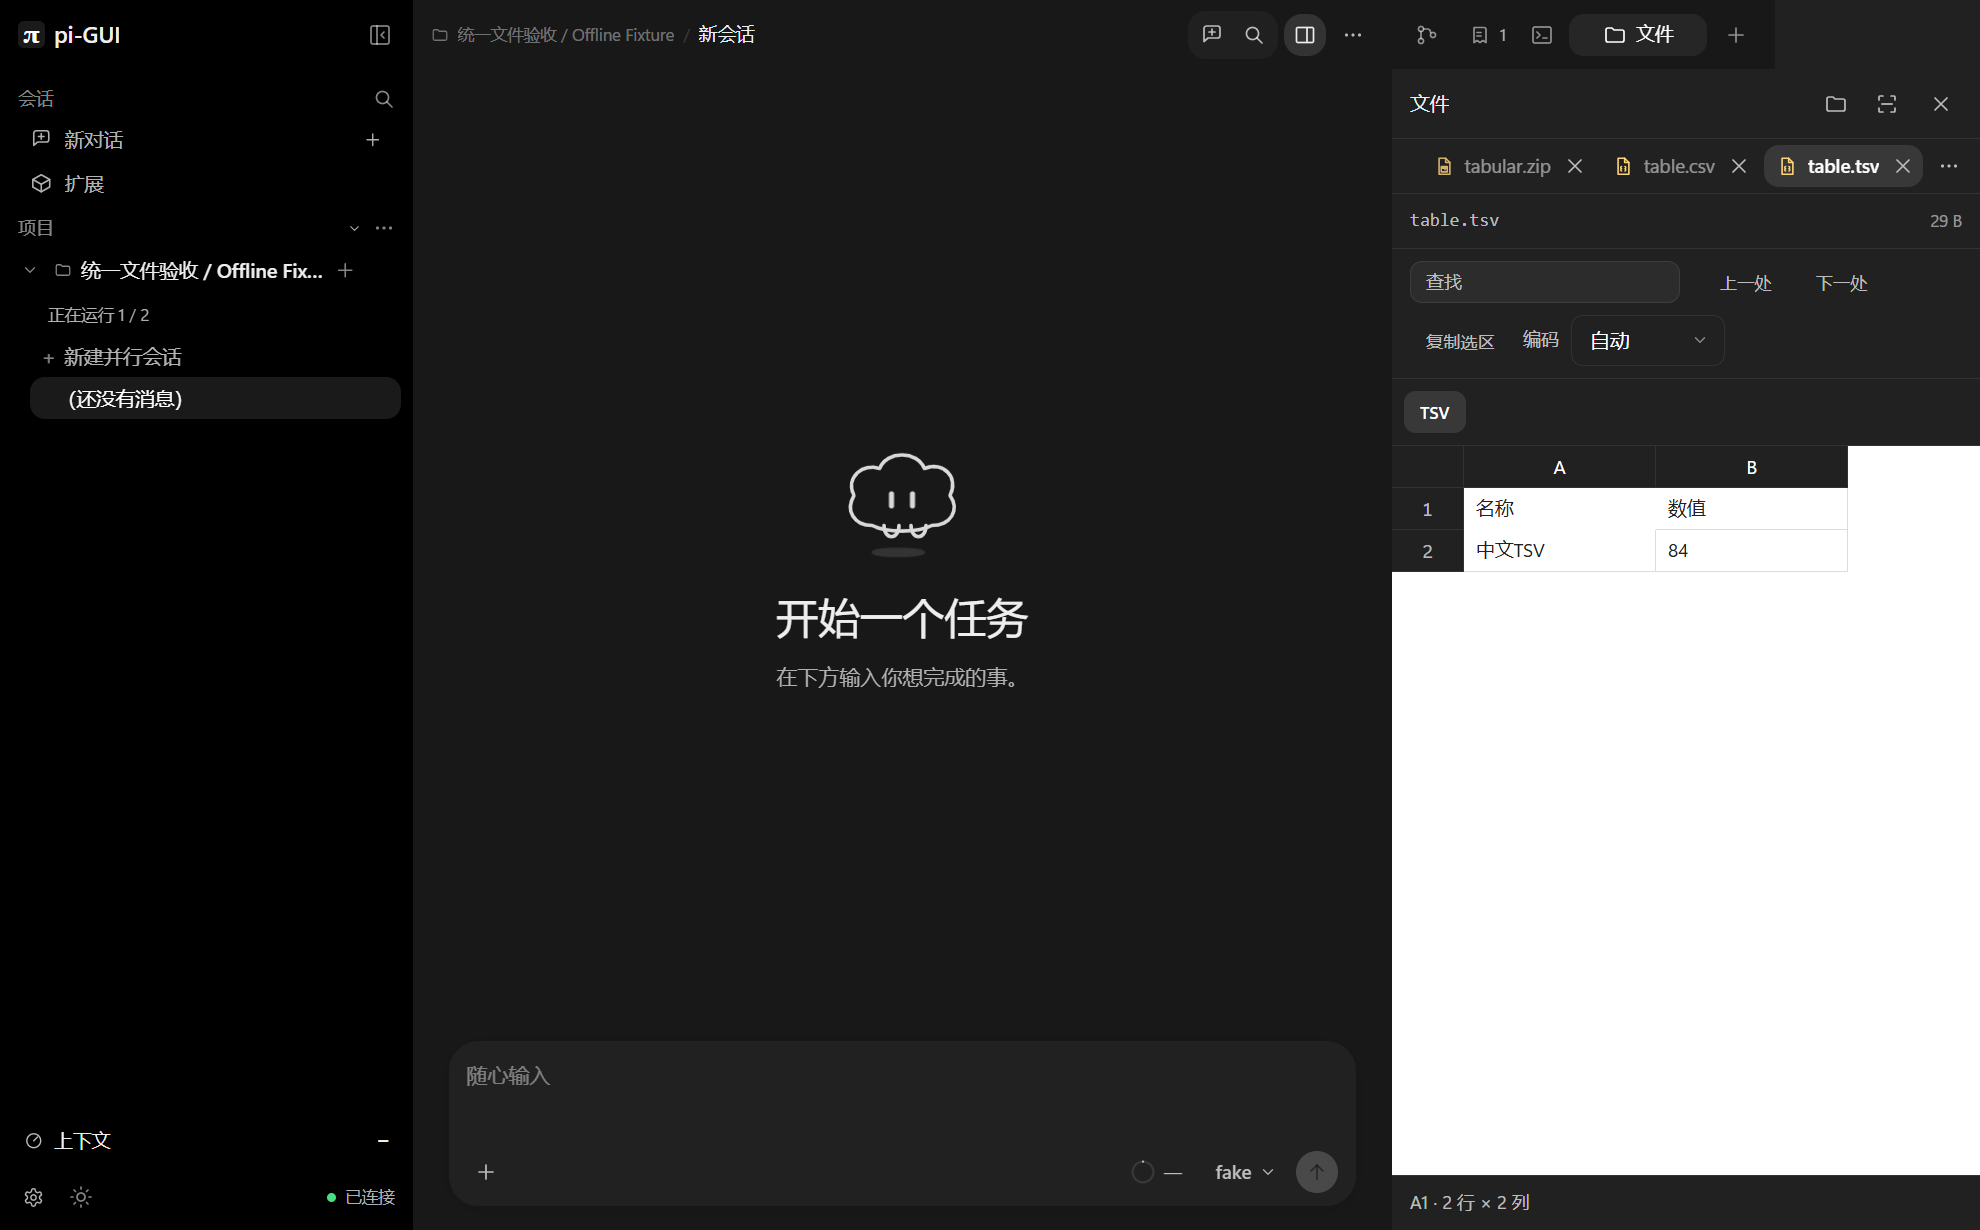 π pi-GUI
会话
新对话
扩展
项目
统一文件验收 / Offline Fix...
正在运行 1 / 2
+ 新建并行会话
(还没有消息)
上下文
已连接
统一文件验收 / Offline Fixture / 新会话
开始一个任务
在下方输入你想完成的事。
随心输入
fake
1
文件
文件
tabular.zip
table.csv
table.tsv
table.tsv
29 B
查找
上一处
下一处
复制选区
编码
自动
TSV
A B
1 名称 数值
2 中文TSV 84
A1 · 2 行 × 2 列